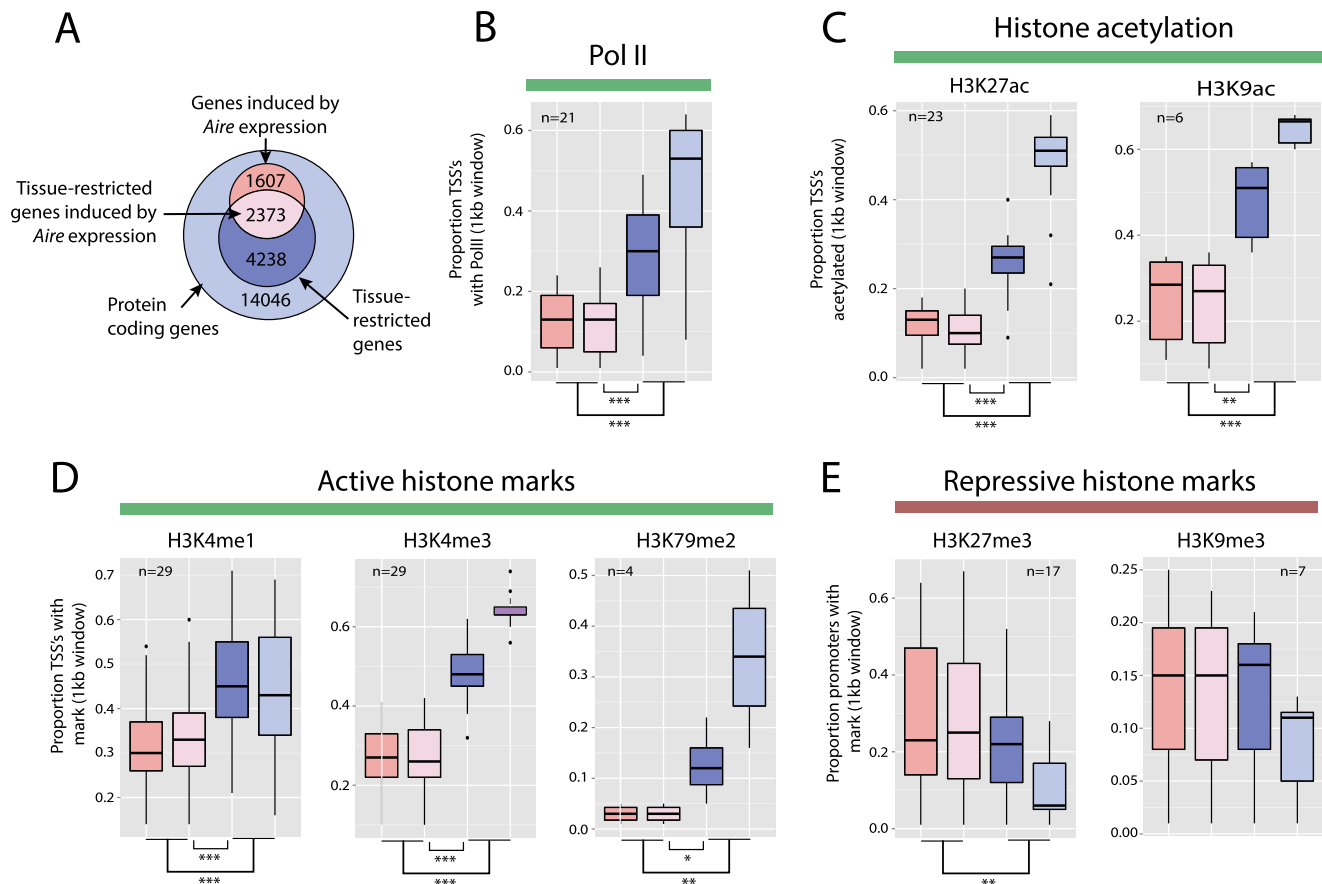 A
Genes induced by
Aire expression
Tissue-restricted
genes induced by
Aire expression
1607
2373
4238
14046
Protein
coding genes
Tissue-
restricted
genes
B
Pol II
n=21
Proportion TSS's
with PolII (1kb window)
0.6
0.4
0.2
0.0
***
***
C
Histone acetylation
H3K27ac
n=23
Proportion TSS's
acetylated (1kb window)
0.6
0.4
0.2
0.0
***
***
H3K9ac
n=6
0.6
0.4
0.2
**
***
D
Active histone marks
H3K4me1
n=29
Proportion TSS's with
mark (1kb window)
0.7
0.6
0.5
0.4
0.3
0.2
***
***
H3K4me3
n=29
0.6
0.4
0.2
***
***
H3K79me2
n=4
0.5
0.4
0.3
0.2
0.1
0.0
*
**
E
Repressive histone marks
H3K27me3
n=17
Proportion promoters with
mark (1kb window)
0.6
0.4
0.2
0.0
**
H3K9me3
n=7
0.25
0.20
0.15
0.10
0.05
0.00